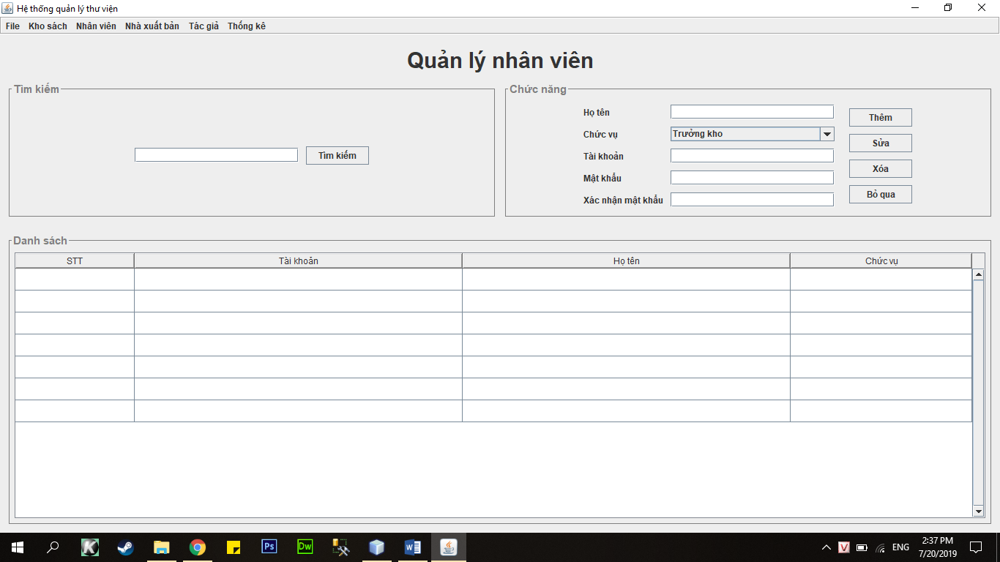 Hệ thống quản lý thư viện
File Kho sách Nhân viên Nhà xuất bản Tác giả Thống kê
Quản lý nhân viên
Tìm kiếm
Tìm kiếm
Chức năng
Họ tên
Thêm
Chức vụ
Trưởng kho
Sửa
Tài khoản
Mật khẩu
Xóa
Xác nhận mật khẩu
Bỏ qua
Danh sách
STT Tài khoản Họ tên Chức vụ
K Ps Dw W V ENG
2:37 PM
7/20/2019